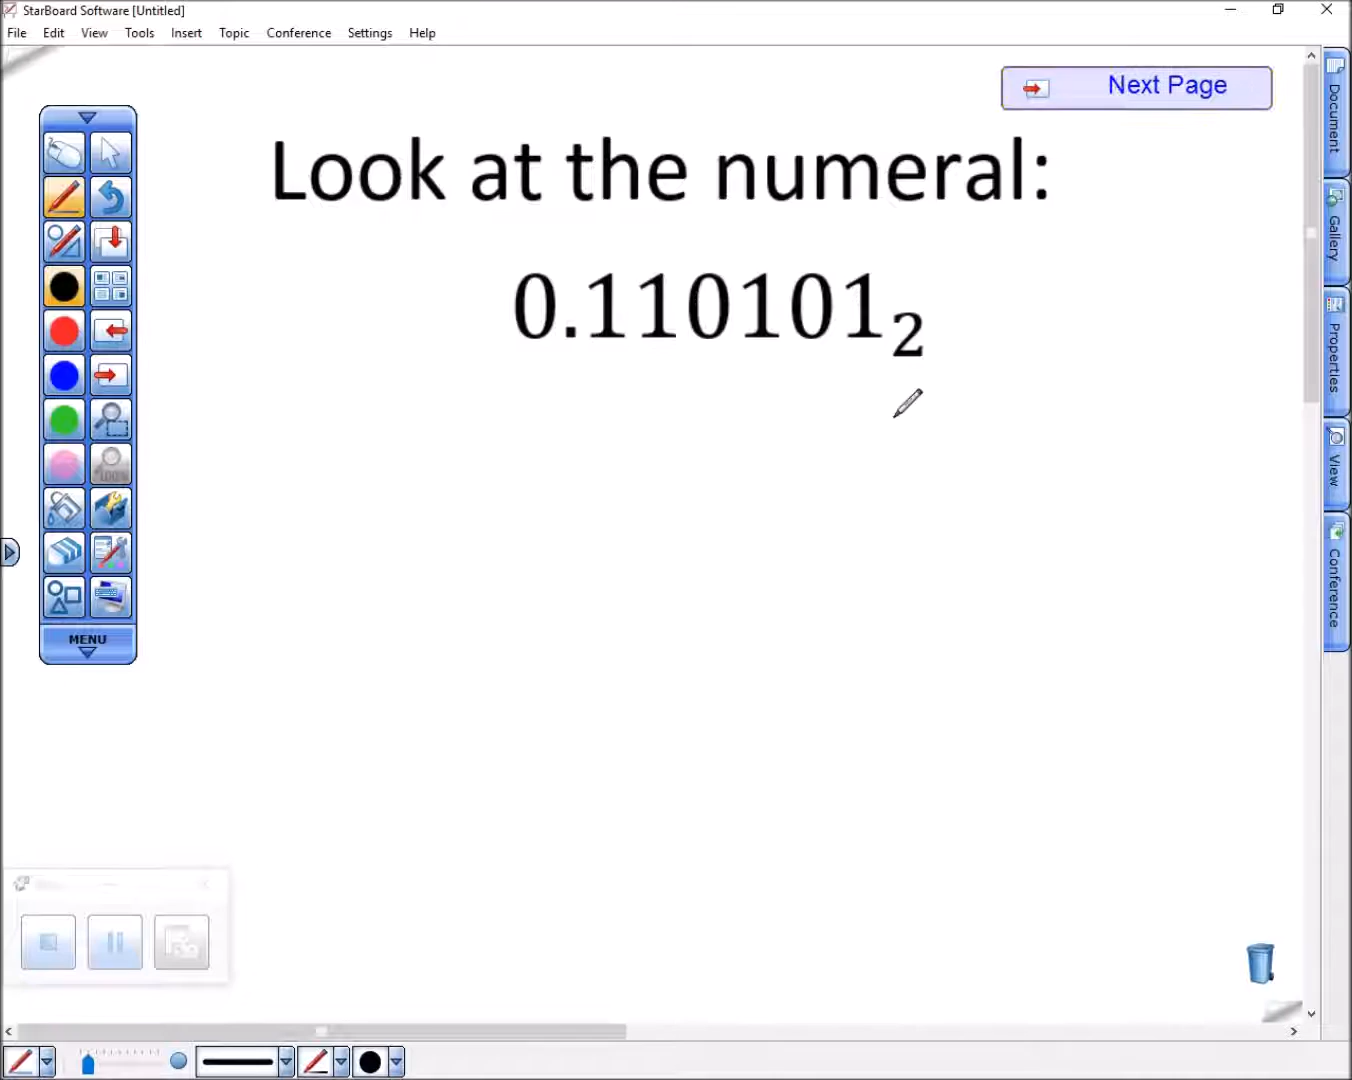 StarBoard Software [Untitled]
File Edit View Tools Insert Topic Conference Settings Help
Next Page
Look at the numeral:
0.110101₂
MENU
Document
Gallery
Properties
View
Conference